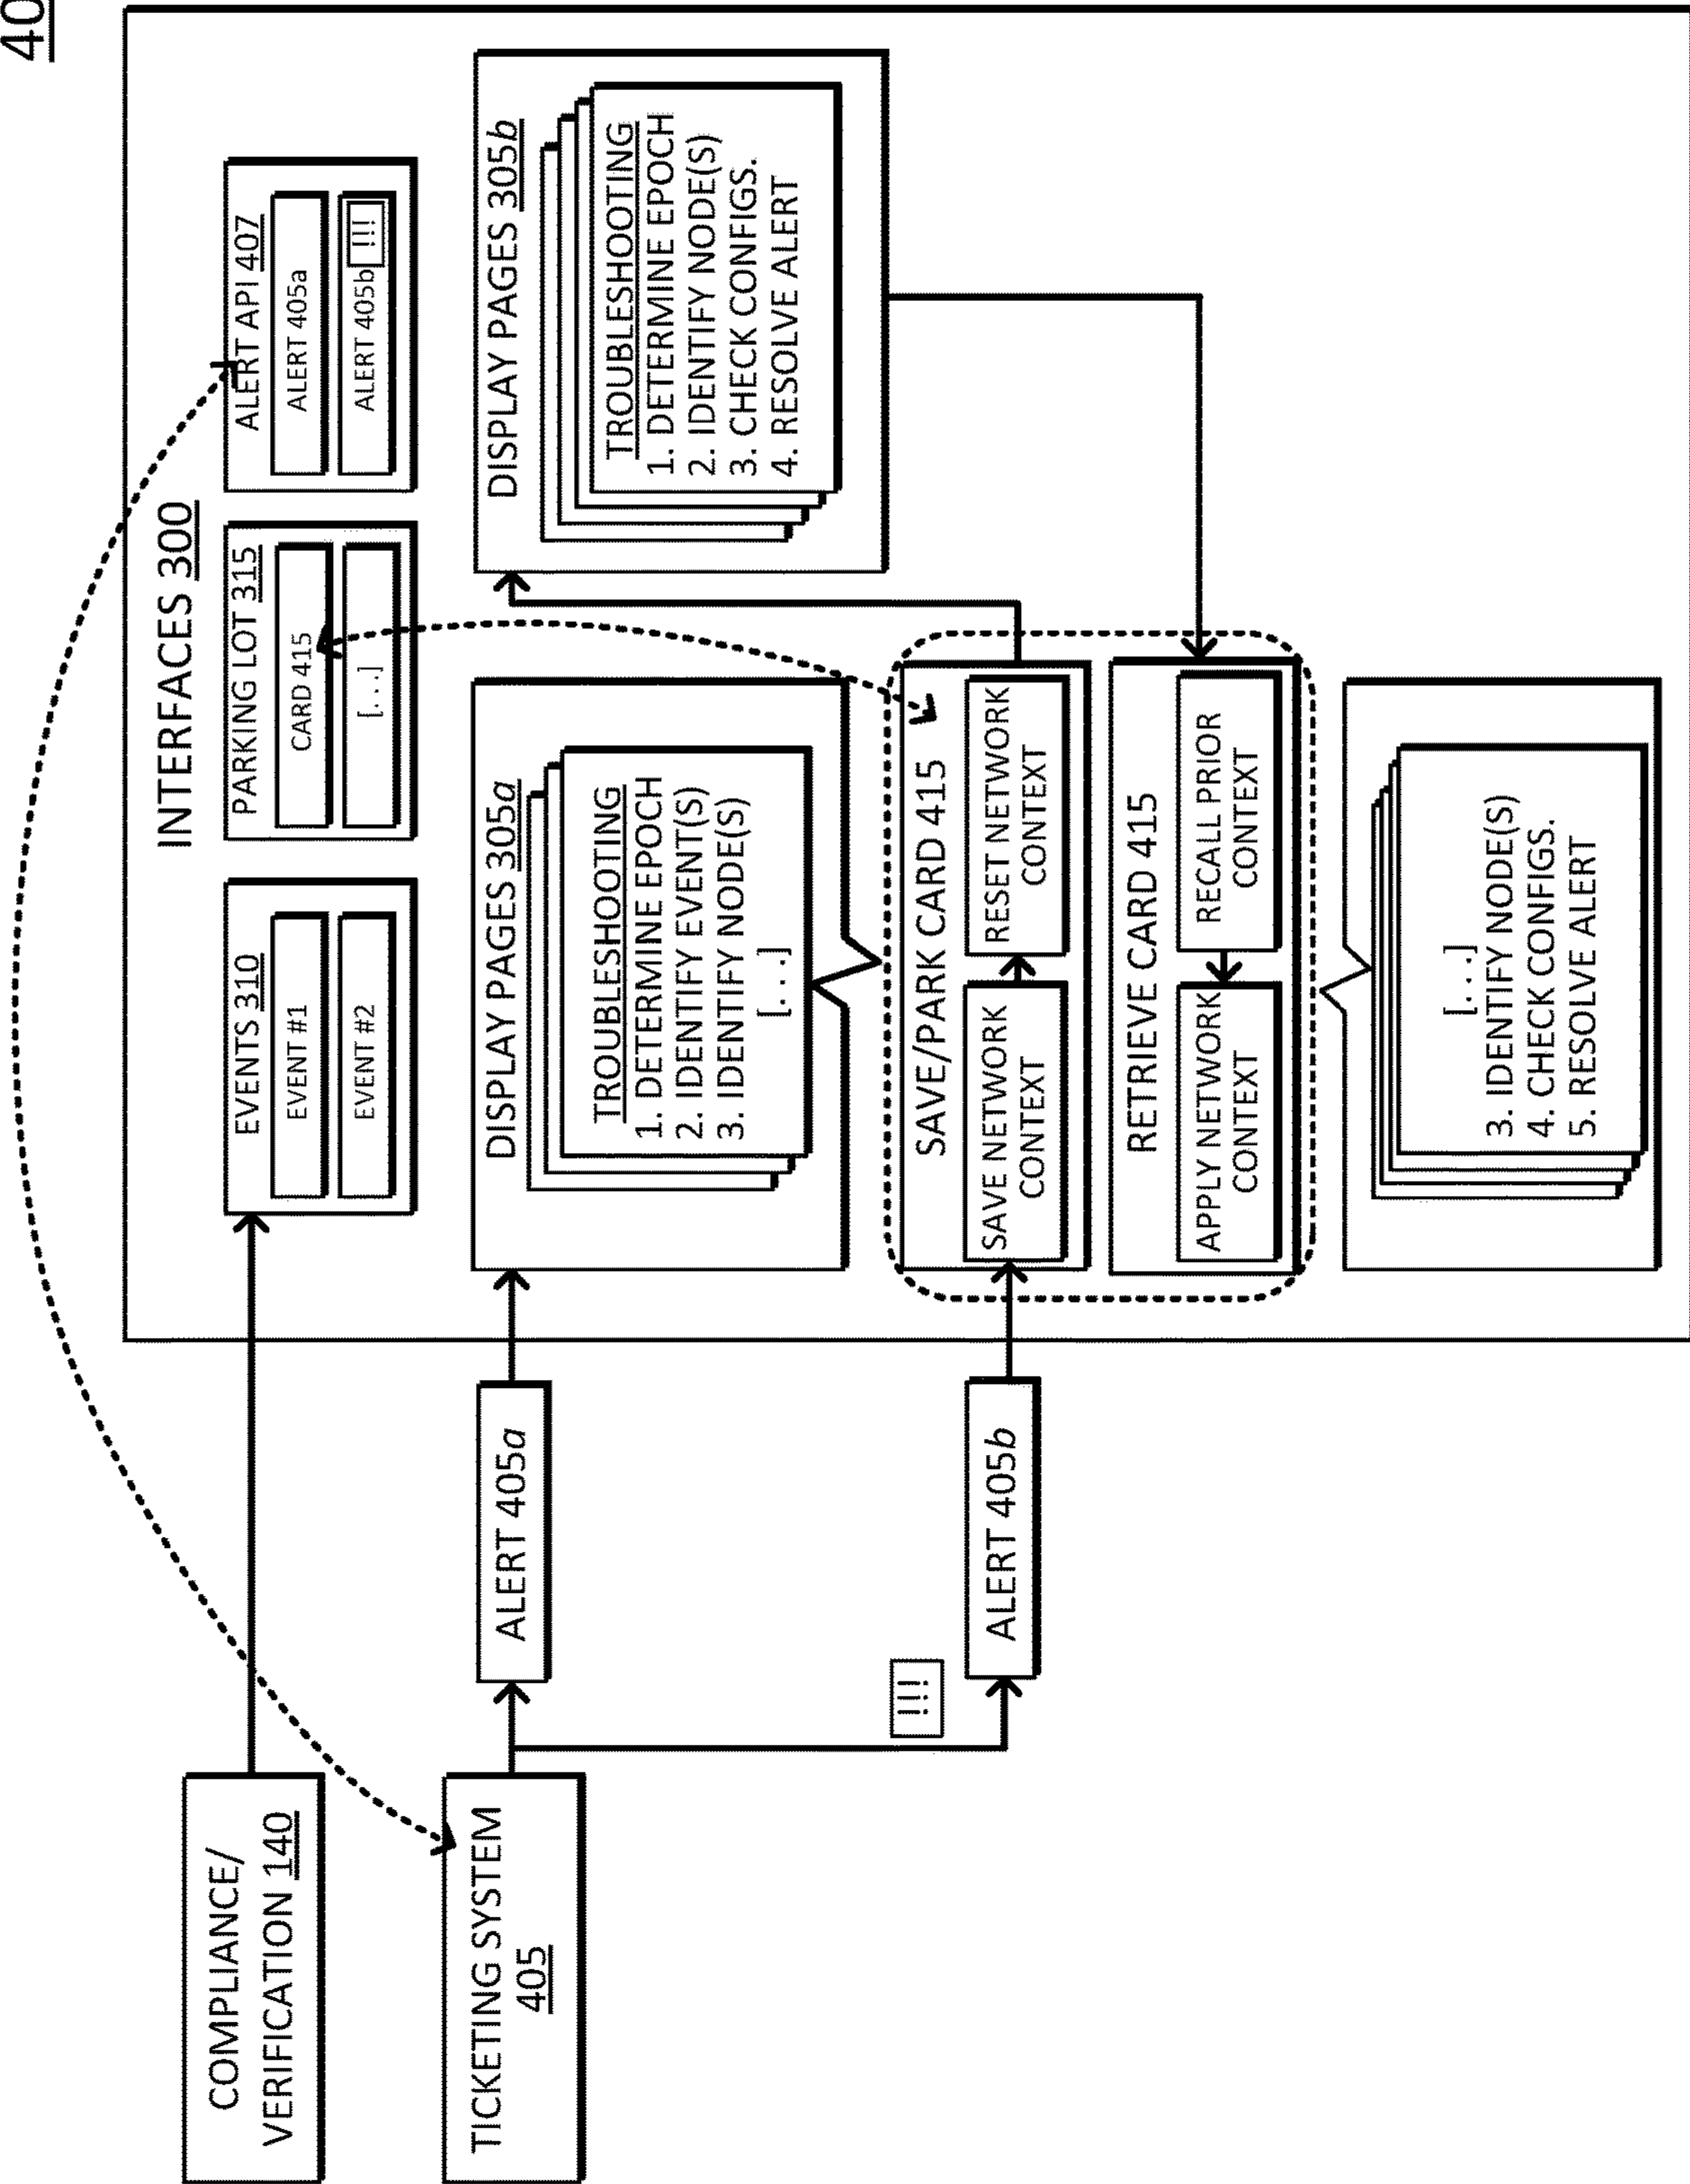 40
COMPLIANCE/
VERIFICATION 140
TICKETING SYSTEM
405
!!!
ALERT 405a
ALERT 405b
INTERFACES 300
EVENTS 310
EVENT #1
EVENT #2
PARKING LOT 315
CARD 415
[. . .]
ALERT API 407
ALERT 405a
ALERT 405b !!!
DISPLAY PAGES 305a
TROUBLESHOOTING
1. DETERMINE EPOCH
2. IDENTIFY EVENT(S)
3. IDENTIFY NODE(S)
[. . .]
DISPLAY PAGES 305b
TROUBLESHOOTING
1. DETERMINE EPOCH
2. IDENTIFY NODE(S)
3. CHECK CONFIGS.
4. RESOLVE ALERT
SAVE/PARK CARD 415
SAVE NETWORK
CONTEXT
RESET NETWORK
CONTEXT
RETRIEVE CARD 415
APPLY NETWORK
CONTEXT
RECALL PRIOR
CONTEXT
[. . .]
3. IDENTIFY NODE(S)
4. CHECK CONFIGS.
5. RESOLVE ALERT